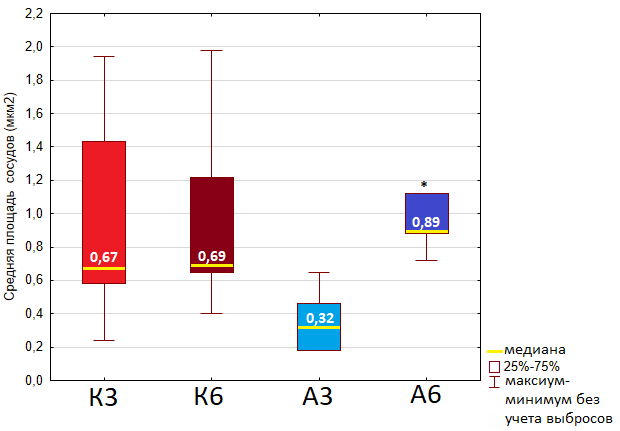 Средняя площадь сосудов (мкм2)
2,2
2,0
1,8
1,6
1,4
1,2
1,0
0,8
0,6
0,4
0,2
0,0
0,67
0,69
0,32
*
0,89
К3
К6
А3
А6
медиана
25%-75%
максиум-
минимум без
учета выбросов